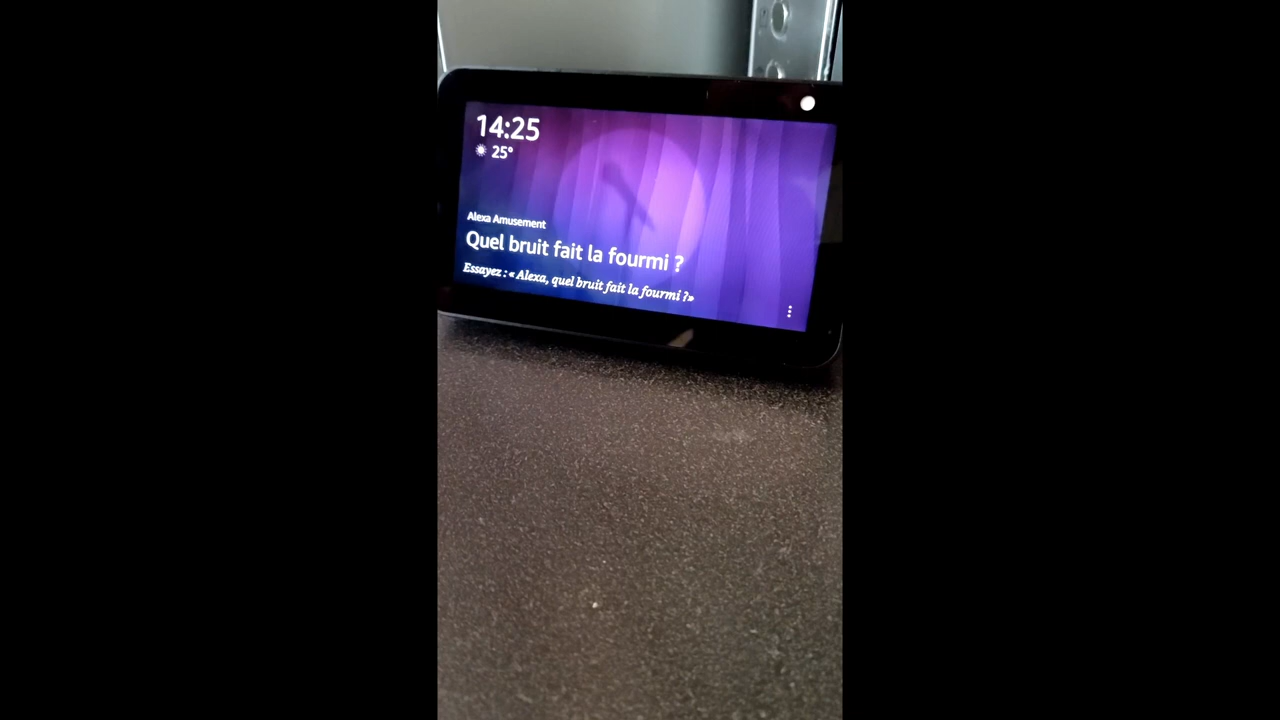 14:25
25°
Alexa Amusement
Quel bruit fait la fourmi ?
Essayez : « Alexa, quel bruit fait la fourmi ?»